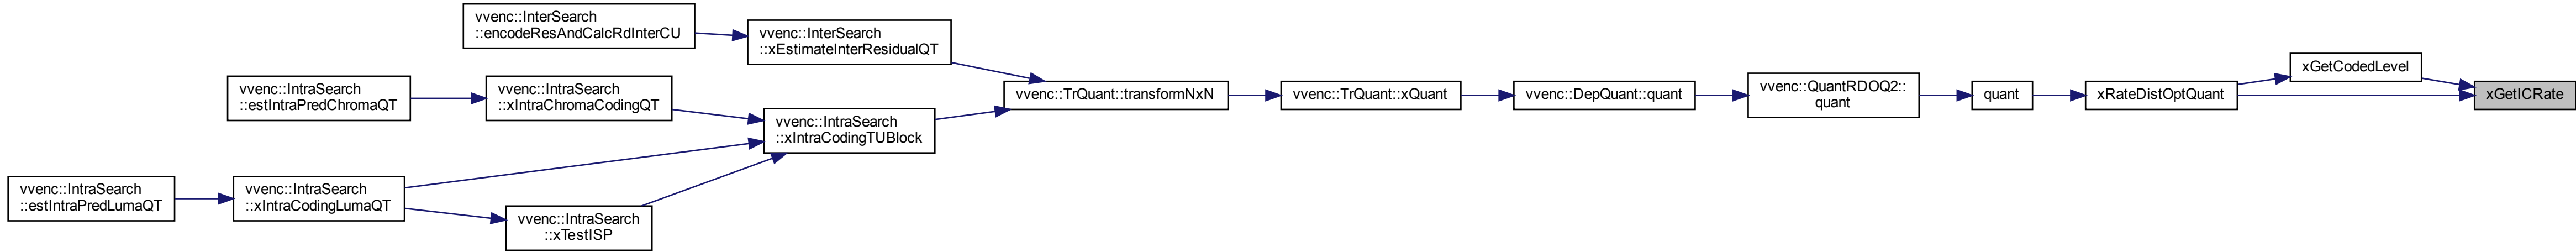 vvenc::InterSearch
::encodeResAndCalcRdInterCU
vvenc::InterSearch
::xEstimateInterResidualQT
vvenc::IntraSearch
::estIntraPredChromaQT
vvenc::IntraSearch
::xIntraChromaCodingQT
vvenc::IntraSearch
::xIntraCodingTUBlock
vvenc::TrQuant::transformNxN
vvenc::TrQuant::xQuant
vvenc::DepQuant::quant
vvenc::QuantRDOQ2::
quant
quant
xRateDistOptQuant
xGetCodedLevel
xGetICRate
vvenc::IntraSearch
::estIntraPredLumaQT
vvenc::IntraSearch
::xIntraCodingLumaQT
vvenc::IntraSearch
::xTestISP